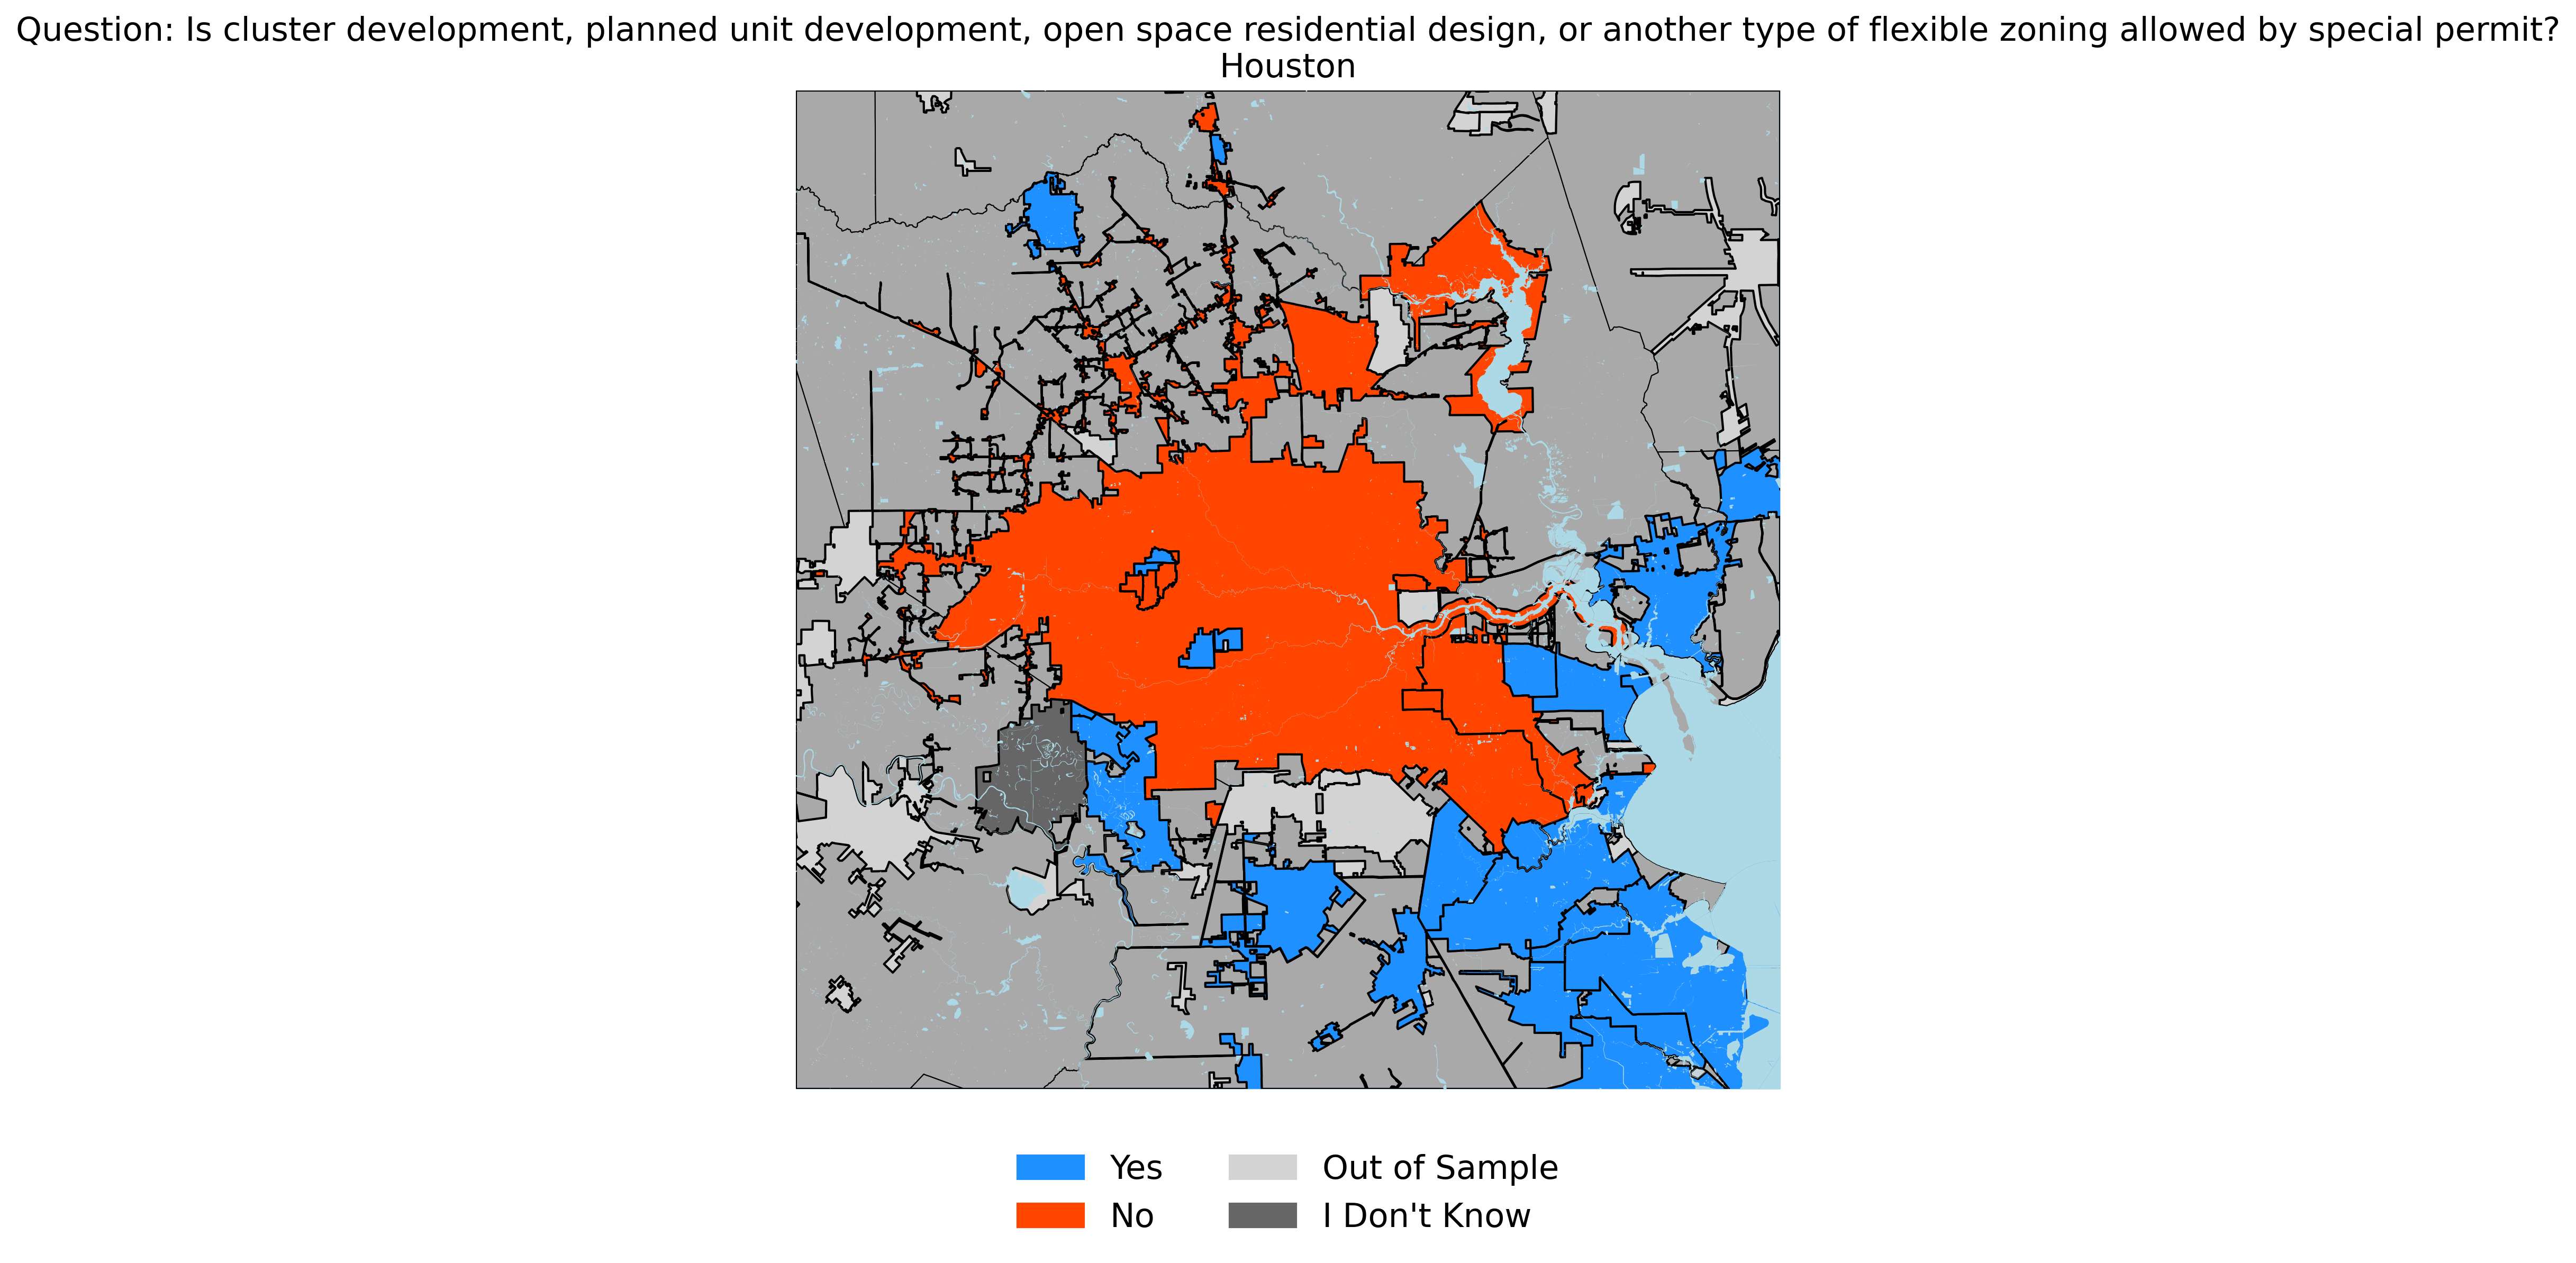 Question: Is cluster development, planned unit development, open space residential design, or another type of flexible zoning allowed by special permit?
Houston
Yes
No
Out of Sample
I Don't Know